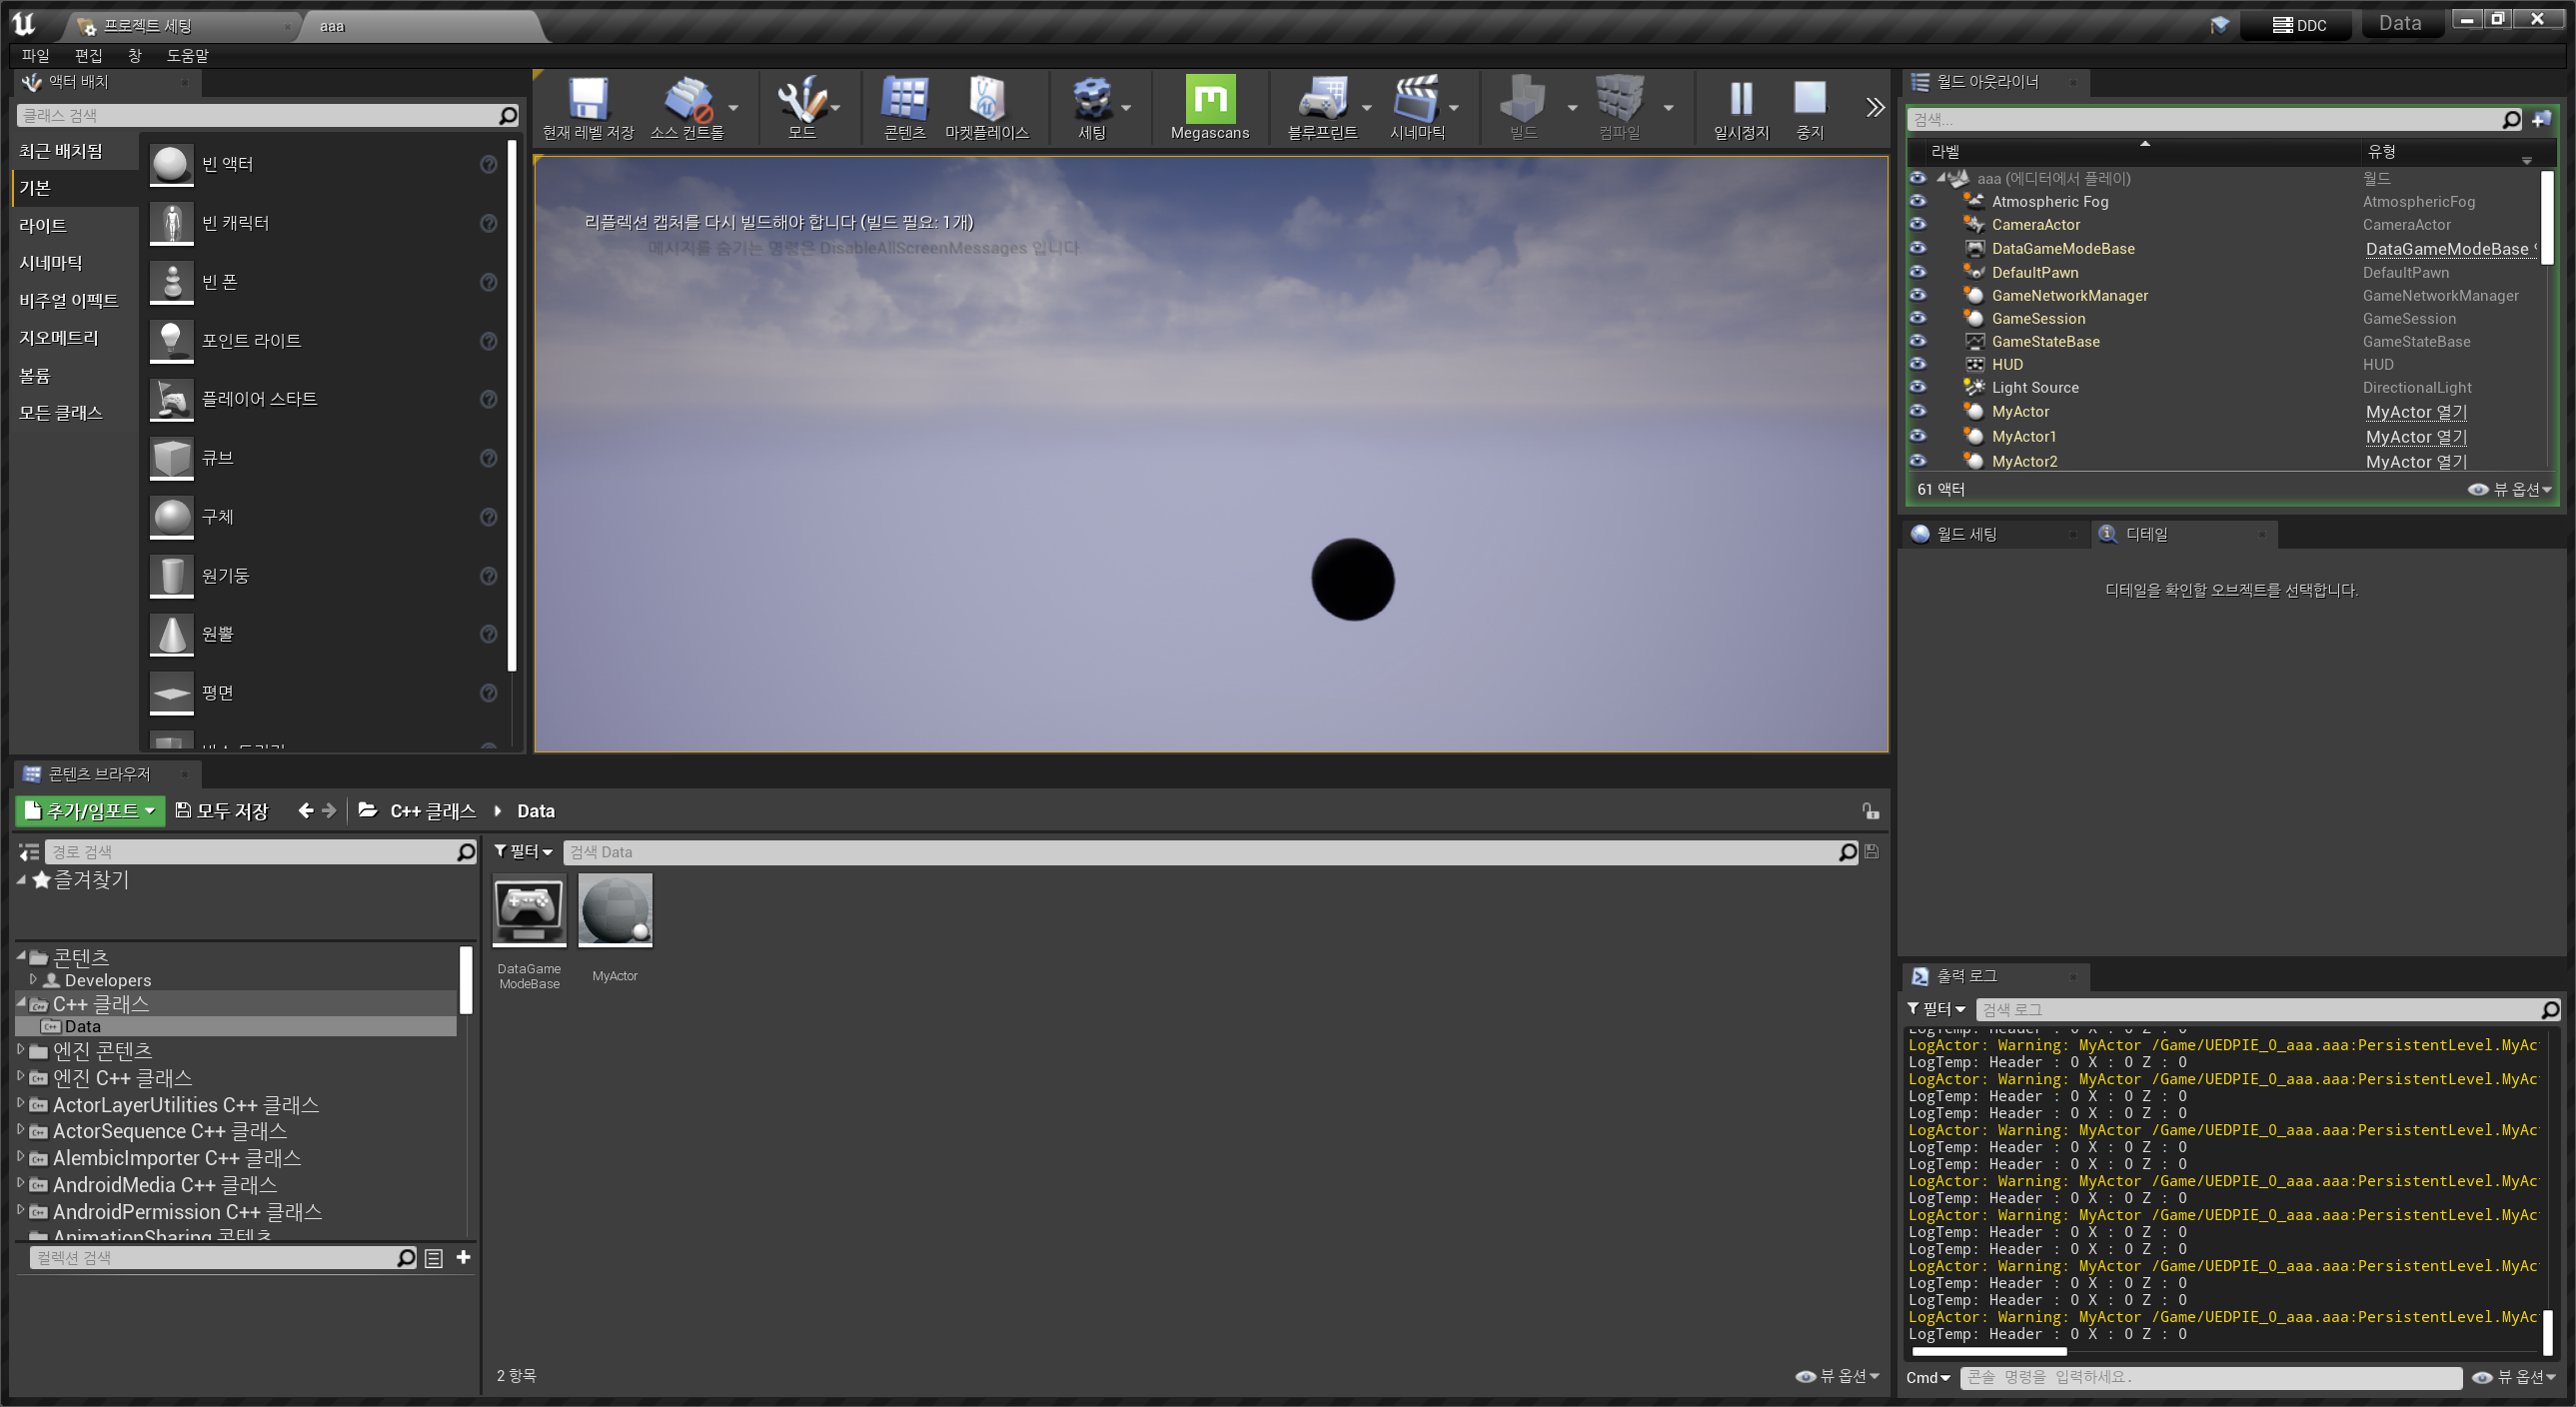 프로젝트 세팅
aaa
DDC
Data
파일 편집 창 도움말
액터 배치
클래스 검색
최근 배치됨
기본
라이트
시네마틱
비주얼 이펙트
지오메트리
볼륨
모든 클래스
빈 액터
빈 캐릭터
빈 폰
포인트 라이트
플레이어 스타트
큐브
구체
원기둥
원뿔
평면
현재 레벨 저장
소스 컨트롤
모드
콘텐츠
마켓플레이스
세팅
Megascans
블루프린트
시네마틱
빌드
컴파일
일시정지
중지
리플렉션 캡처를 다시 빌드해야 합니다 (빌드 필요: 1개)
메시지를 숨기는 명령은 DisableAllScreenMessages 입니다
월드 아웃라이너
검색...
라벨 유형
aaa (에디터에서 플레이) 월드
Atmospheric Fog AtmosphericFog
CameraActor CameraActor
DataGameModeBase DataGameModeBase
DefaultPawn DefaultPawn
GameNetworkManager GameNetworkManager
GameSession GameSession
GameStateBase GameStateBase
HUD HUD
Light Source DirectionalLight
MyActor MyActor 열기
MyActor1 MyActor 열기
MyActor2 MyActor 열기
61 액터 뷰 옵션
월드 세팅
디테일
디테일을 확인할 오브젝트를 선택합니다.
콘텐츠 브라우저
추가/임포트 모두 저장 C++ 클래스 Data
경로 검색
즐겨찾기
콘텐츠
Developers
C++ 클래스
Data
엔진 콘텐츠
엔진 C++ 클래스
ActorLayerUtilities C++ 클래스
ActorSequence C++ 클래스
AlembicImporter C++ 클래스
AndroidMedia C++ 클래스
AndroidPermission C++ 클래스
AnimationSharing 콘텐츠
컬렉션 검색
필터 검색 Data
DataGame
ModeBase
MyActor
2 항목 뷰 옵션
출력 로그
필터 검색 로그
LogTemp: Header : 0 X : 0 Z : 0
LogActor: Warning: MyActor /Game/UEDPIE_0_aaa.aaa:PersistentLevel.MyAc
LogTemp: Header : 0 X : 0 Z : 0
LogActor: Warning: MyActor /Game/UEDPIE_0_aaa.aaa:PersistentLevel.MyAc
LogTemp: Header : 0 X : 0 Z : 0
LogTemp: Header : 0 X : 0 Z : 0
LogActor: Warning: MyActor /Game/UEDPIE_0_aaa.aaa:PersistentLevel.MyAc
LogTemp: Header : 0 X : 0 Z : 0
LogTemp: Header : 0 X : 0 Z : 0
LogActor: Warning: MyActor /Game/UEDPIE_0_aaa.aaa:PersistentLevel.MyAc
LogTemp: Header : 0 X : 0 Z : 0
LogActor: Warning: MyActor /Game/UEDPIE_0_aaa.aaa:PersistentLevel.MyAc
LogTemp: Header : 0 X : 0 Z : 0
LogTemp: Header : 0 X : 0 Z : 0
LogActor: Warning: MyActor /Game/UEDPIE_0_aaa.aaa:PersistentLevel.MyAc
LogTemp: Header : 0 X : 0 Z : 0
LogTemp: Header : 0 X : 0 Z : 0
LogActor: Warning: MyActor /Game/UEDPIE_0_aaa.aaa:PersistentLevel.MyAc
LogTemp: Header : 0 X : 0 Z : 0
Cmd 콘솔 명령을 입력하세요. 뷰 옵션